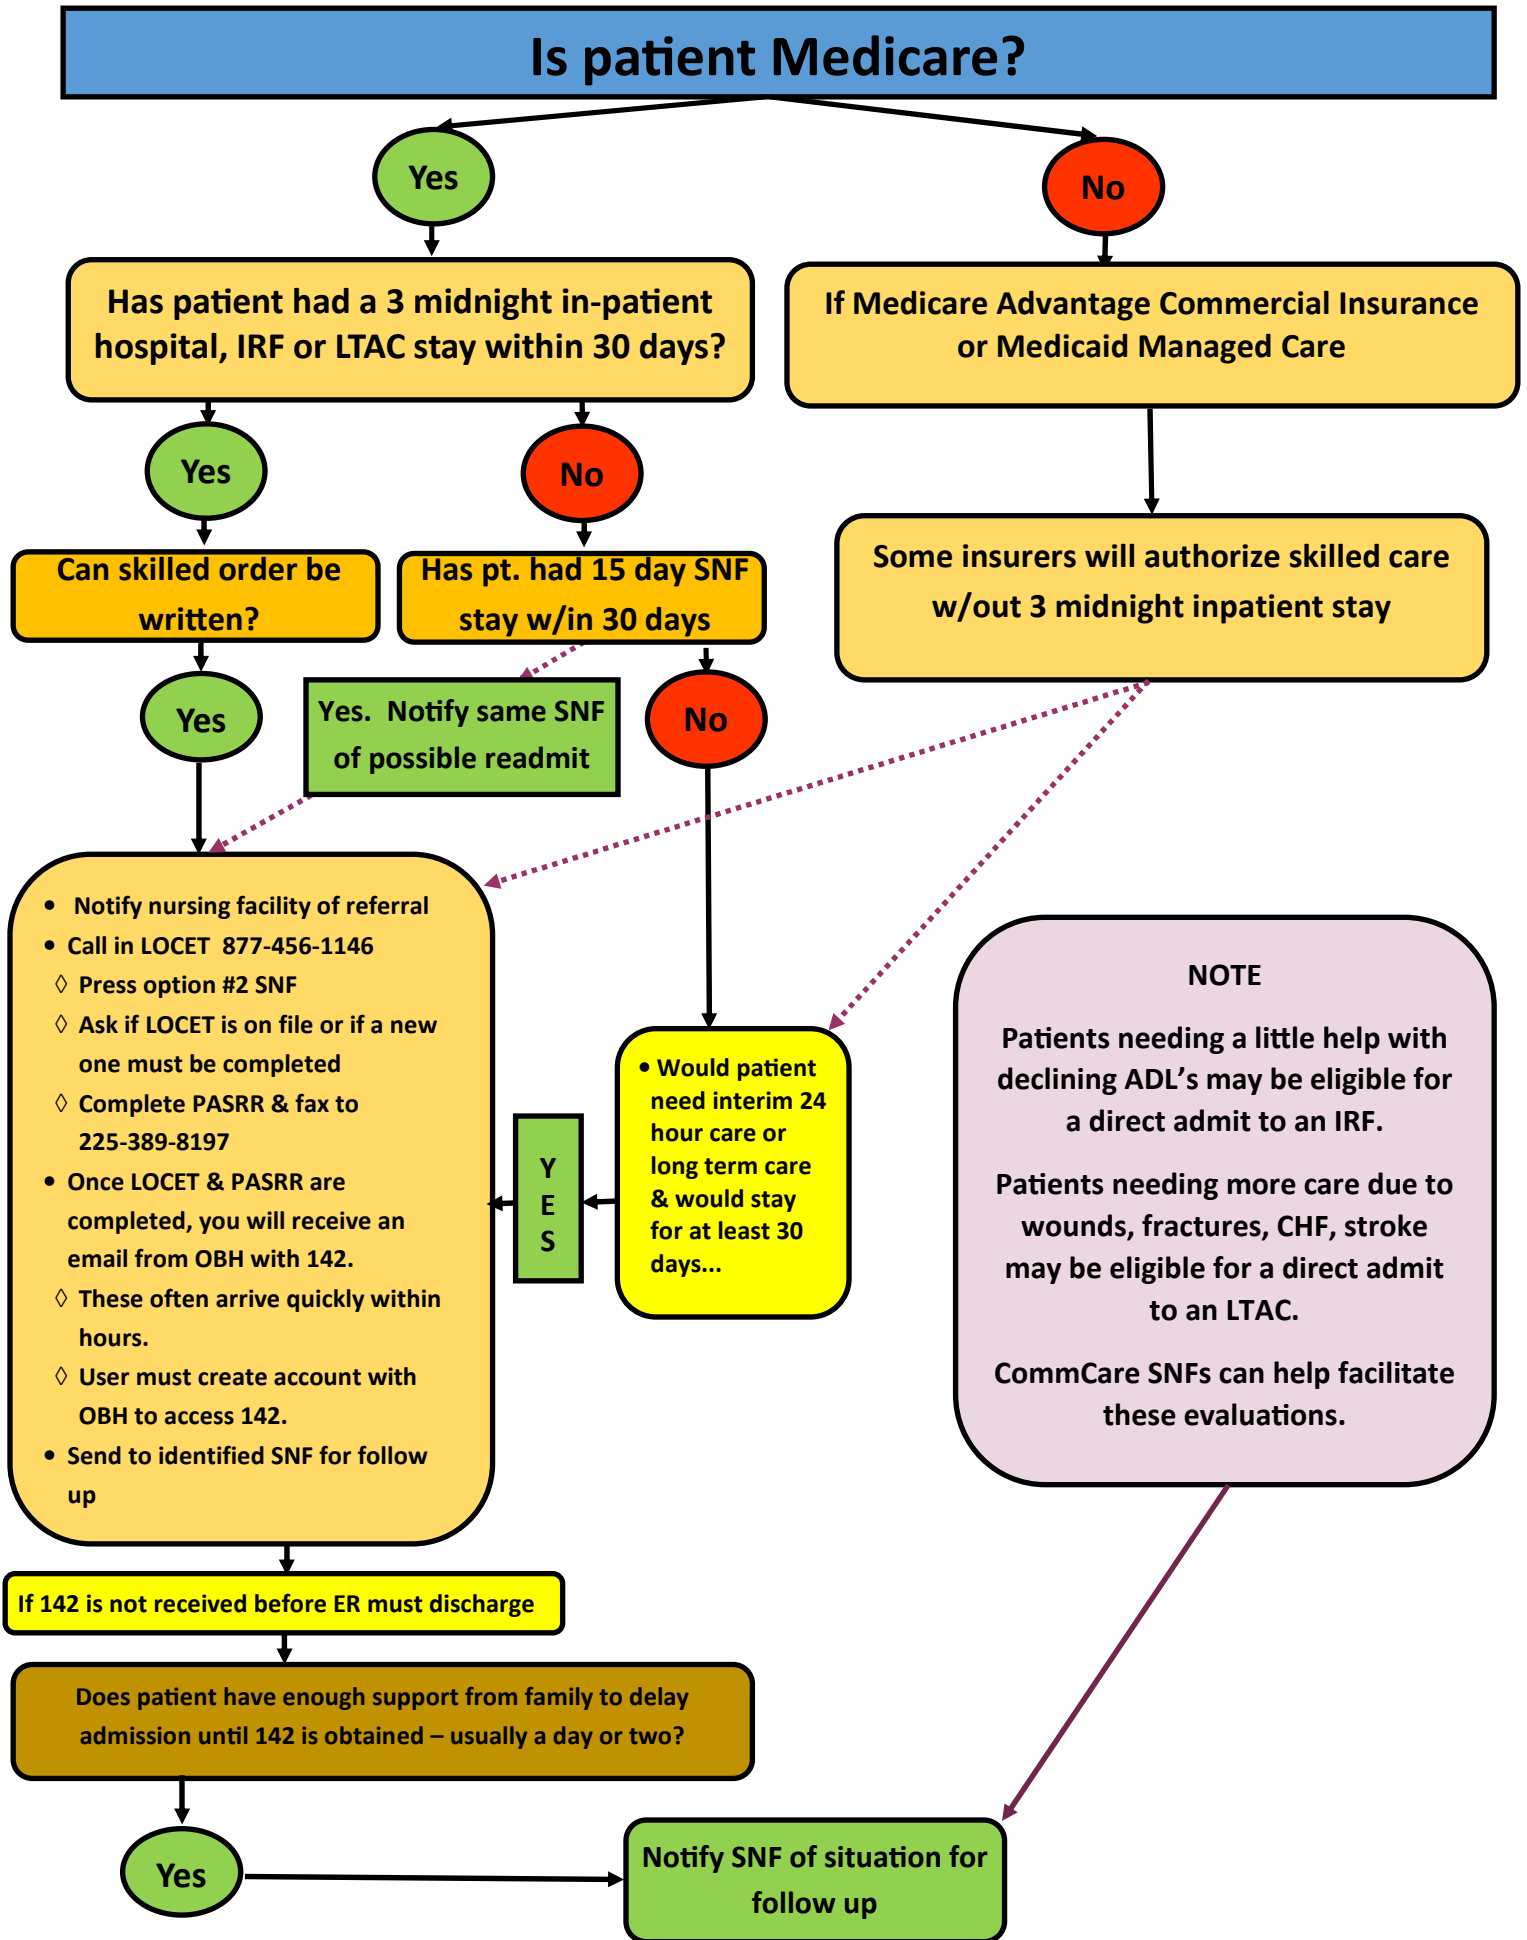 Is patient Medicare?
Yes
No
Has patient had a 3 midnight in-patient
hospital, IRF or LTAC stay within 30 days?
If Medicare Advantage Commercial Insurance
or Medicaid Managed Care
Yes
No
Can skilled order be
written?
Has pt. had 15 day SNF
stay w/in 30 days
Some insurers will authorize skilled care
w/out 3 midnight inpatient stay
Yes
Yes.  Notify same SNF
of possible readmit
No
• Notify nursing facility of referral
• Call in LOCET  877-456-1146
◊ Press option #2 SNF
◊ Ask if LOCET is on file or if a new
one must be completed
◊ Complete PASRR & fax to
225-389-8197
• Once LOCET & PASRR are
completed, you will receive an
email from OBH with 142.
◊ These often arrive quickly within
hours.
◊ User must create account with
OBH to access 142.
• Send to identified SNF for follow
up
Y
E
S
• Would patient
need interim 24
hour care or
long term care
& would stay
for at least 30
days...
NOTE
Patients needing a little help with
declining ADL’s may be eligible for
a direct admit to an IRF.
Patients needing more care due to
wounds, fractures, CHF, stroke
may be eligible for a direct admit
to an LTAC.
CommCare SNFs can help facilitate
these evaluations.
If 142 is not received before ER must discharge
Does patient have enough support from family to delay
admission until 142 is obtained – usually a day or two?
Yes
Notify SNF of situation for
follow up